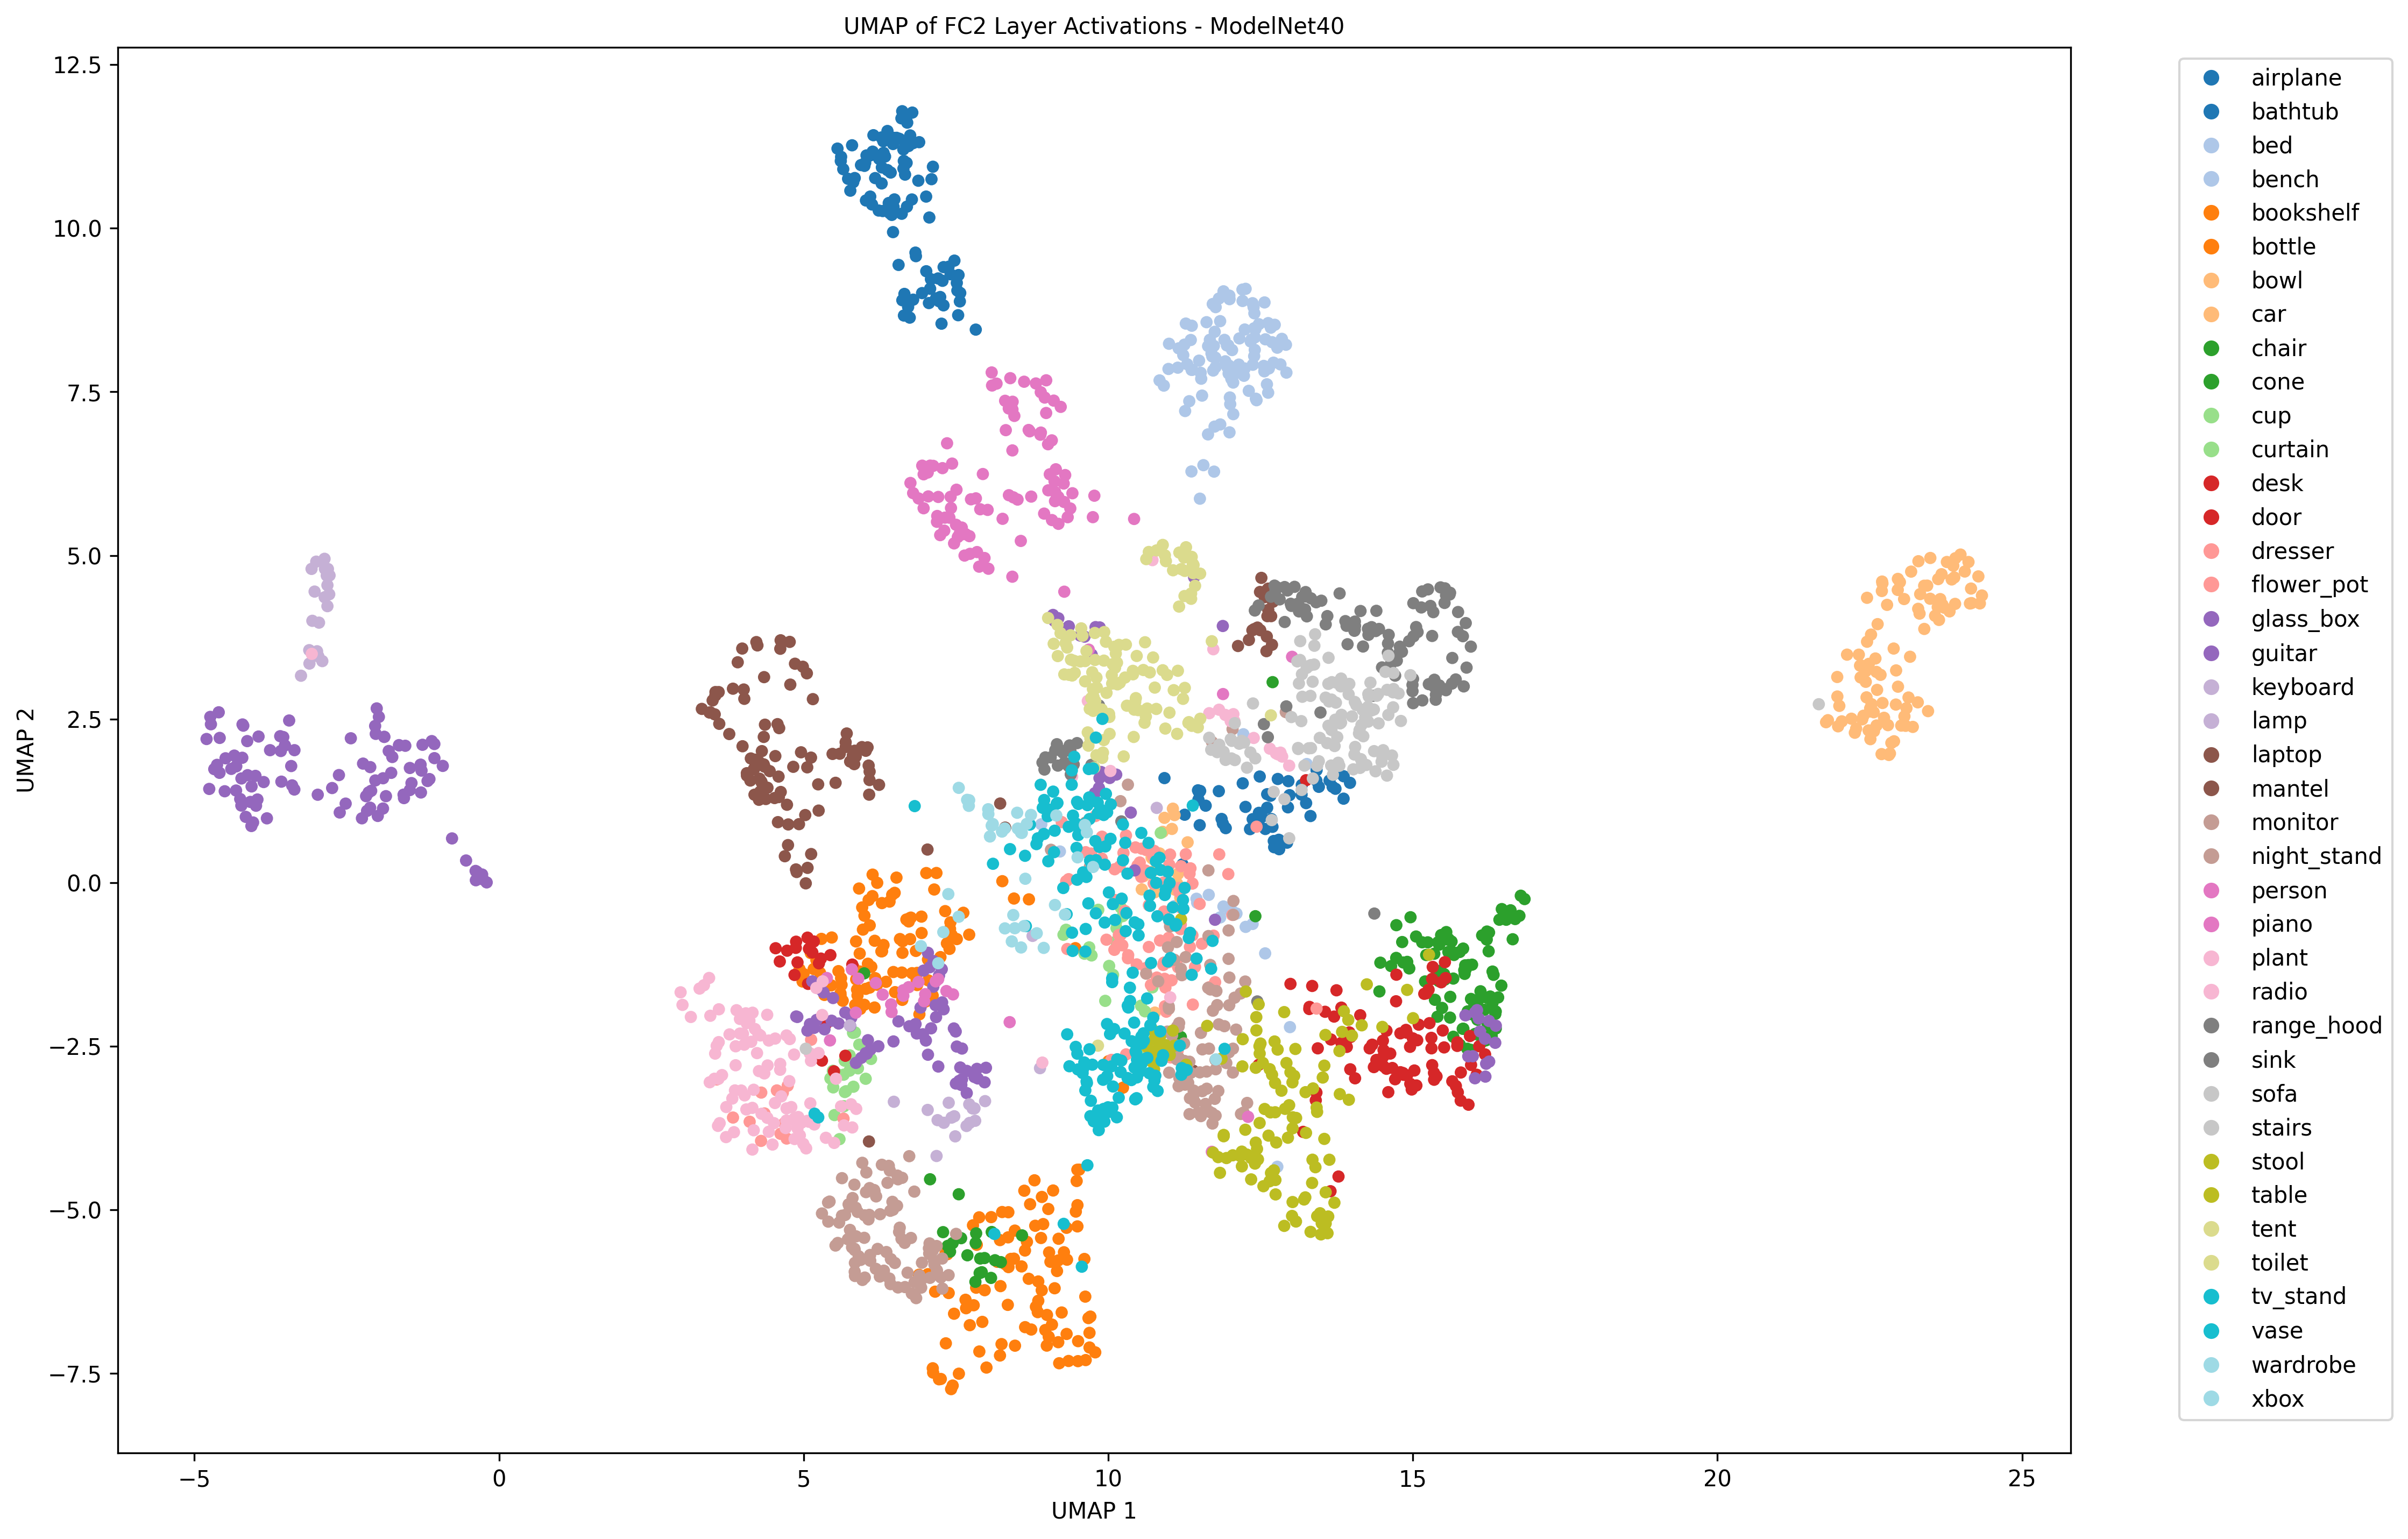 UMAP of FC2 Layer Activations - ModelNet40
12.5
10.0
7.5
5.0
2.5
0.0
−2.5
−5.0
−7.5
UMAP 2
−5
0
5
10
15
20
25
UMAP 1
airplane
bathtub
bed
bench
bookshelf
bottle
bowl
car
chair
cone
cup
curtain
desk
door
dresser
flower_pot
glass_box
guitar
keyboard
lamp
laptop
mantel
monitor
night_stand
person
piano
plant
radio
range_hood
sink
sofa
stairs
stool
table
tent
toilet
tv_stand
vase
wardrobe
xbox